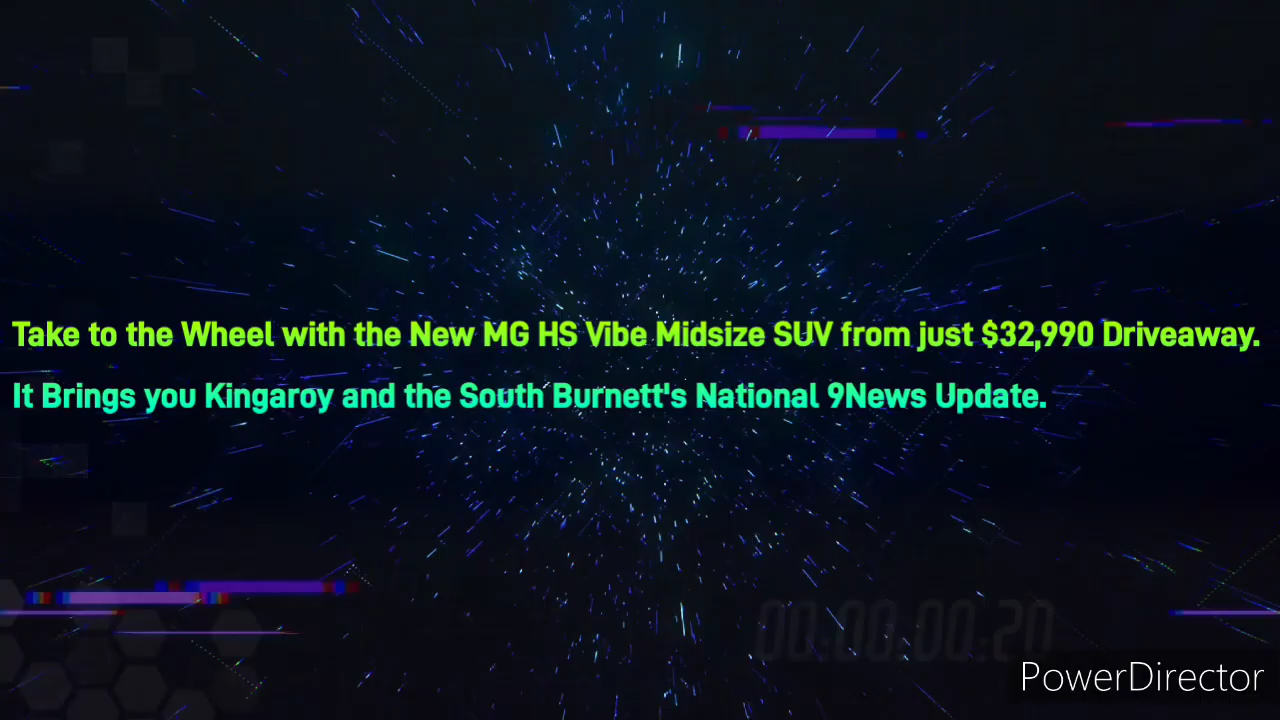 Take to the Wheel with the New MG HS Vibe Midsize SUV from just $32,990 Driveaway.
It Brings you Kingaroy and the South Burnett's National 9News Update.
00:00:00:20
PowerDirector